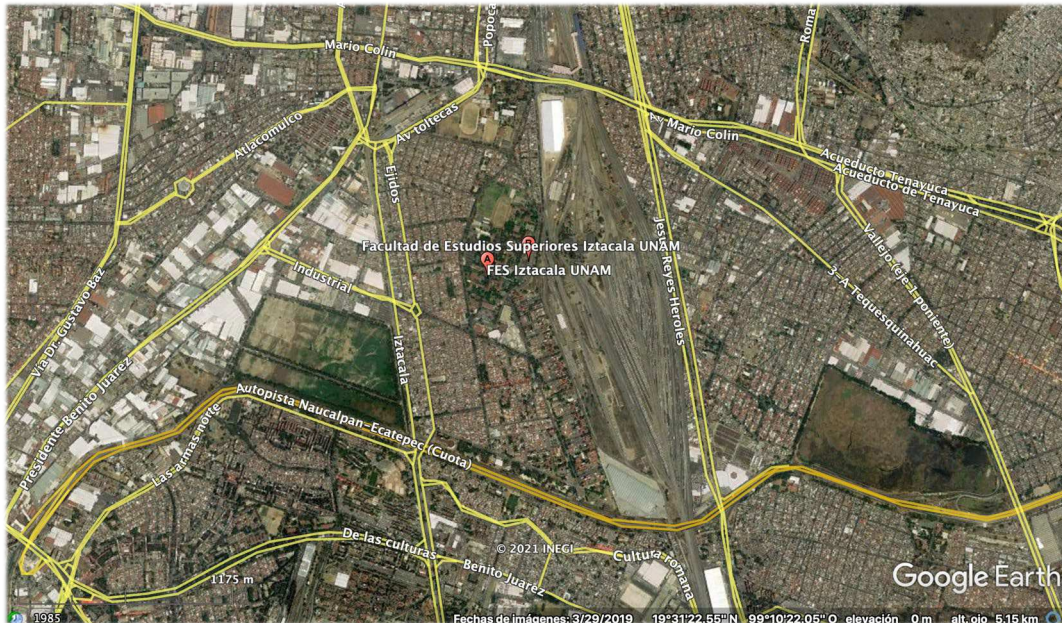 Mario Colin
Popoca
Roma
Atlacomulco
Av toltecas
Av Mario Colin
Acueducto Tenayuca
Acueducto de Tenayuca
Ejidos
Facultad de Estudios Superiores Iztacala UNAM
A
FES Iztacala UNAM
Vía Dr. Gustavo Baz
Industrial
Jesús Reyes Heroles
3-A Tequesquinahuac
Vallejo (eje 1 poniente)
Iztacala
Presidente Benito Juárez
Autopista Naucalpan-Ecatepec (Cuota)
Las armas norte
De las culturas
© 2021 INEGI
Cultura romana
Benito Juárez
1175 m
Google Earth
1985
Fechas de imágenes: 3/29/2019 19°31'22.55" N 99°10'22.05" O elevación 0 m alt. ojo 5.15 km